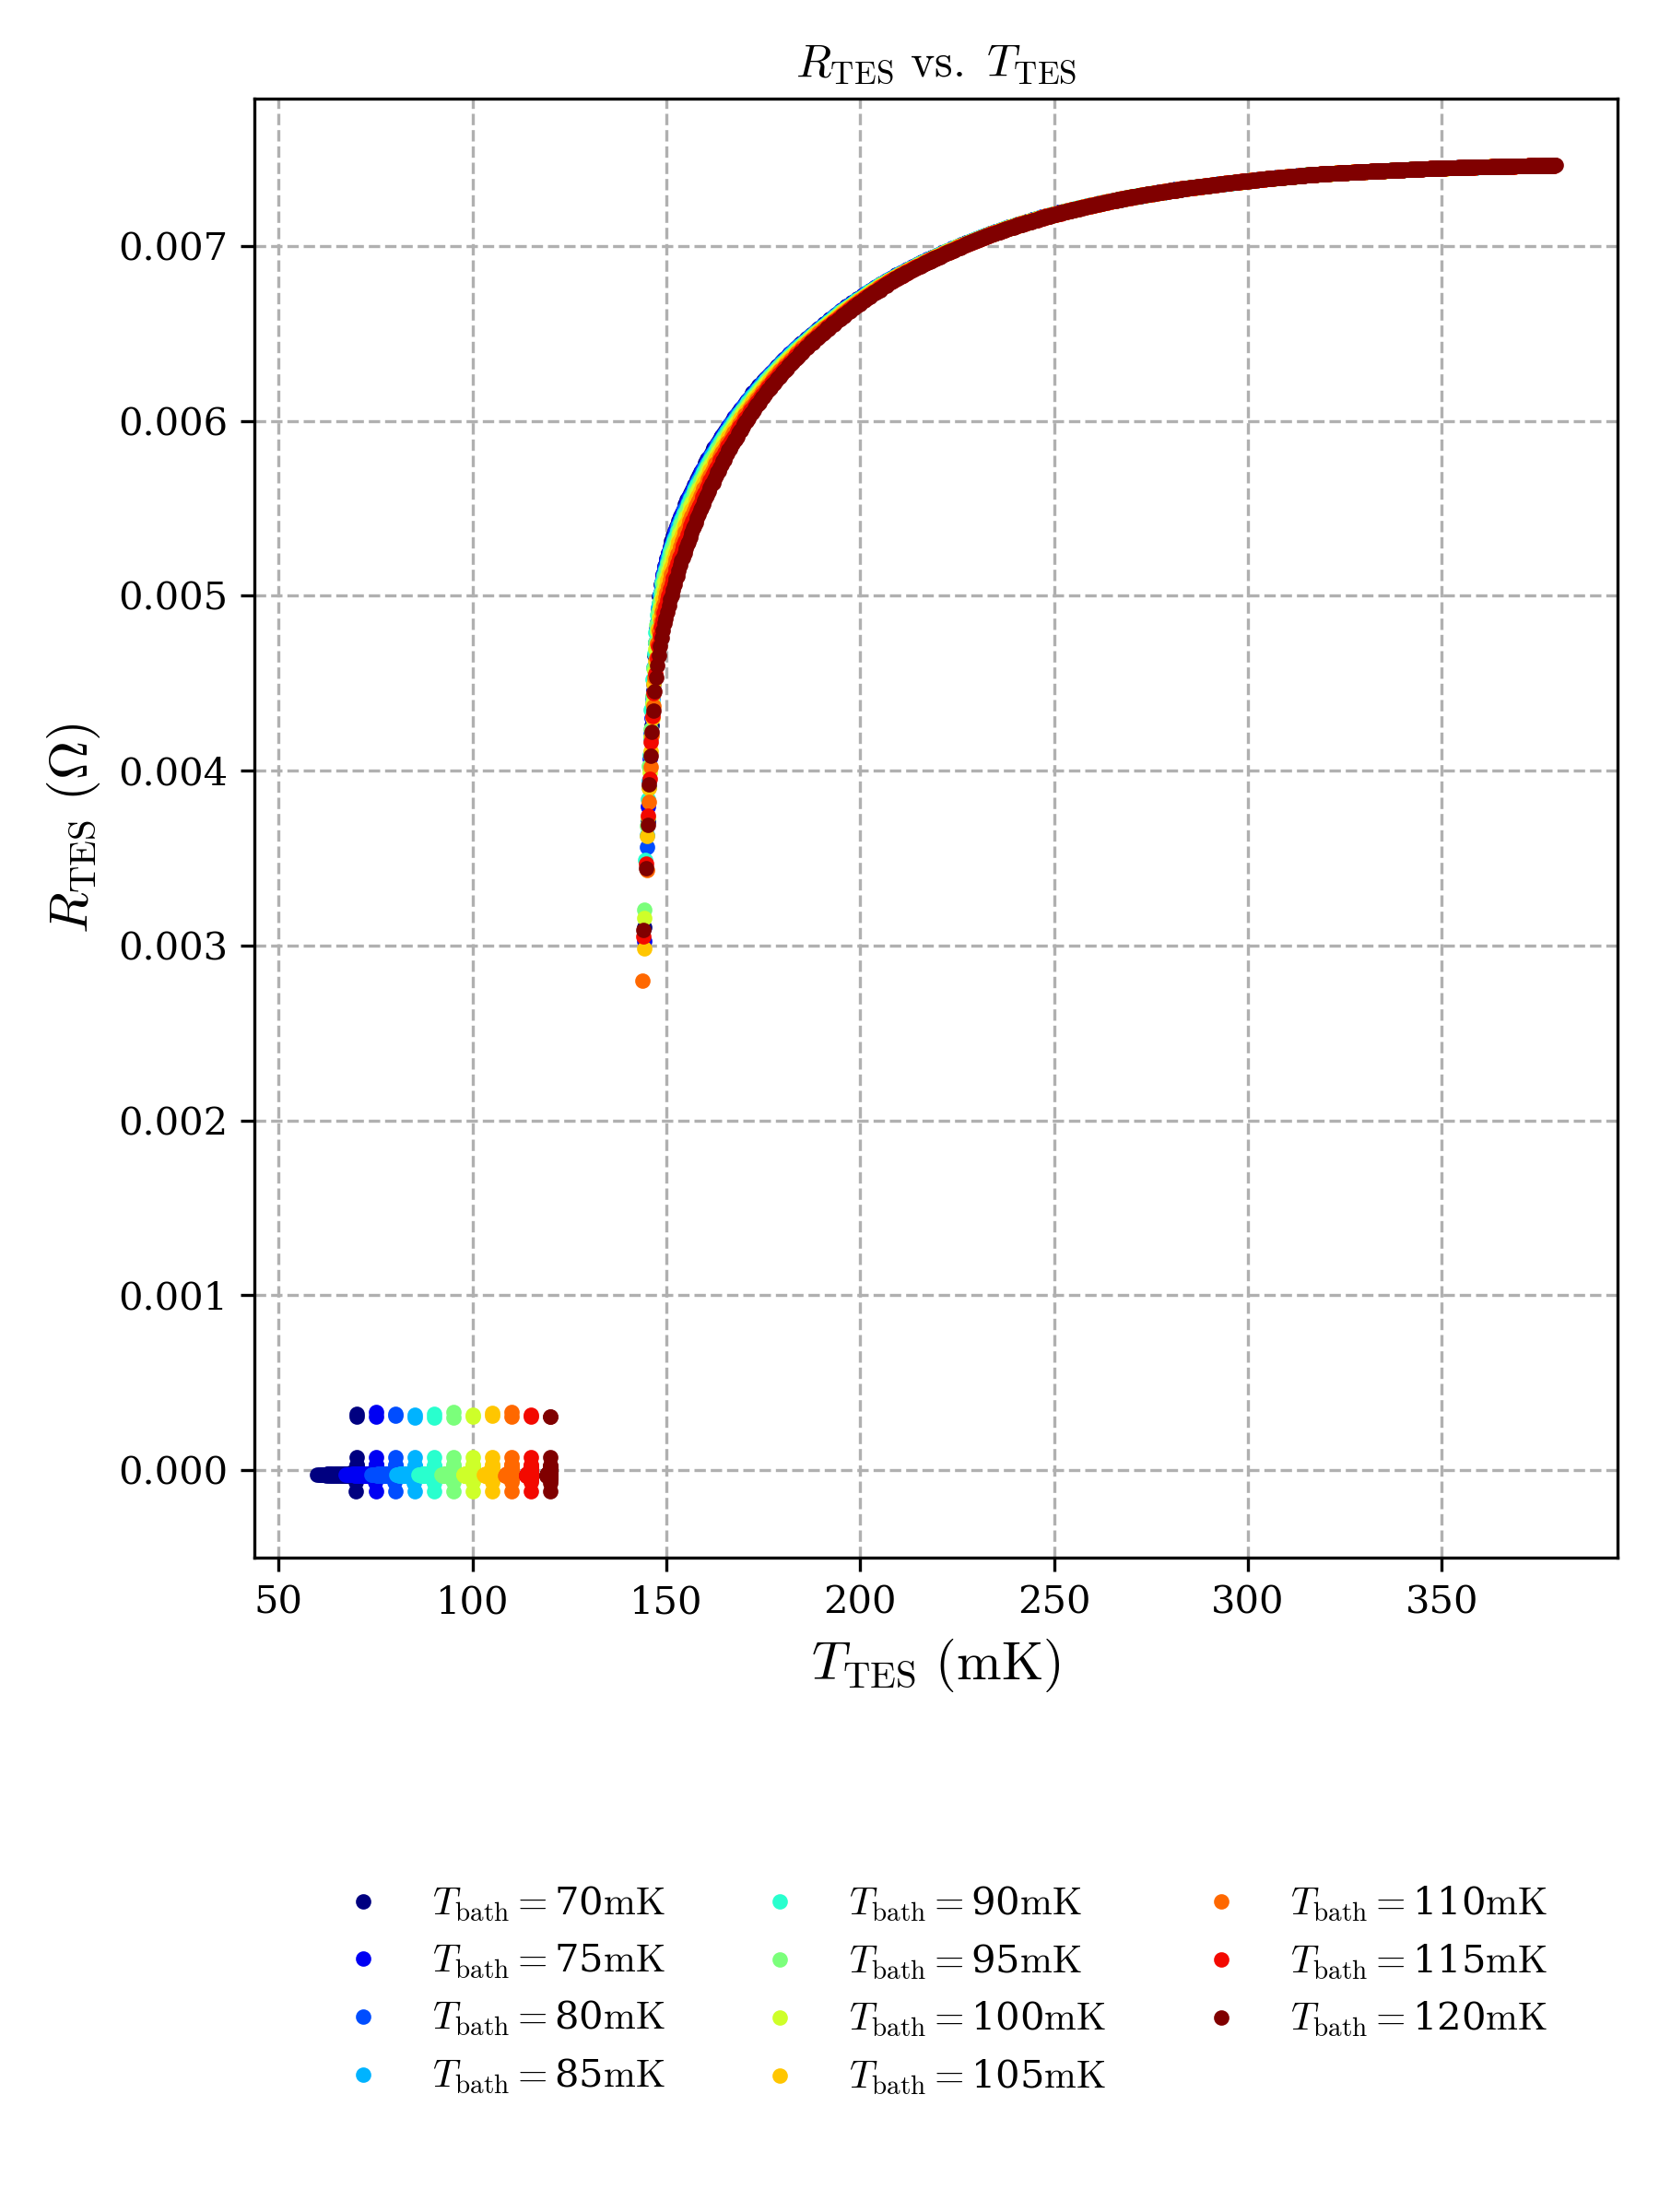 R_TES vs. T_TES
0.007
0.006
0.005
0.004
0.003
0.002
0.001
0.000
R_TES (Ω)
50 100 150 200 250 300 350
T_TES (mK)
T_bath = 70mK
T_bath = 75mK
T_bath = 80mK
T_bath = 85mK
T_bath = 90mK
T_bath = 95mK
T_bath = 100mK
T_bath = 105mK
T_bath = 110mK
T_bath = 115mK
T_bath = 120mK